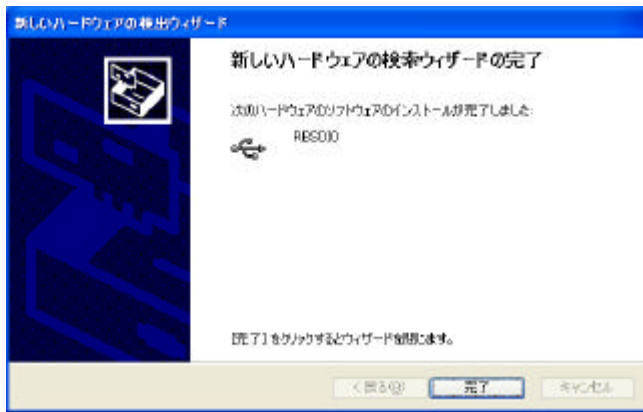 新しいハードウェアの検出ウィザード
新しいハードウェアの検索ウィザードの完了
次のハードウェアのソフトウェアのインストールが完了しました:
[完了] をクリックするとウィザードを閉じます。
< 戻る(B)
完了
キャンセル